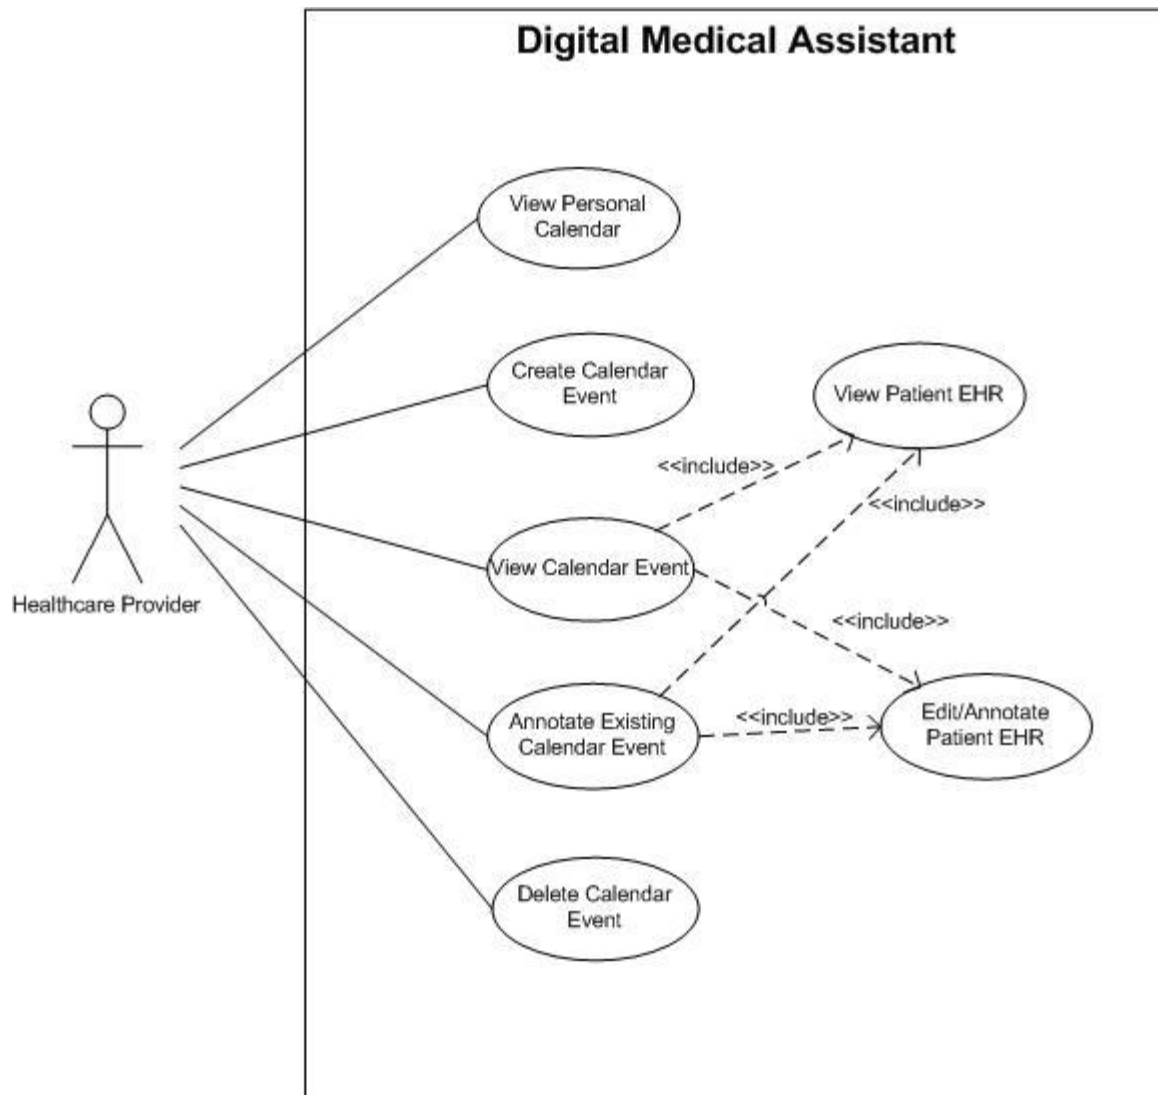 Digital Medical Assistant
View Personal
Calendar
Create Calendar
Event
View Patient EHR
<<include>>
<<include>>
View Calendar Event
Healthcare Provider
<<include>>
Annotate Existing
Calendar Event
<<include>>
Edit/Annotate
Patient EHR
Delete Calendar
Event